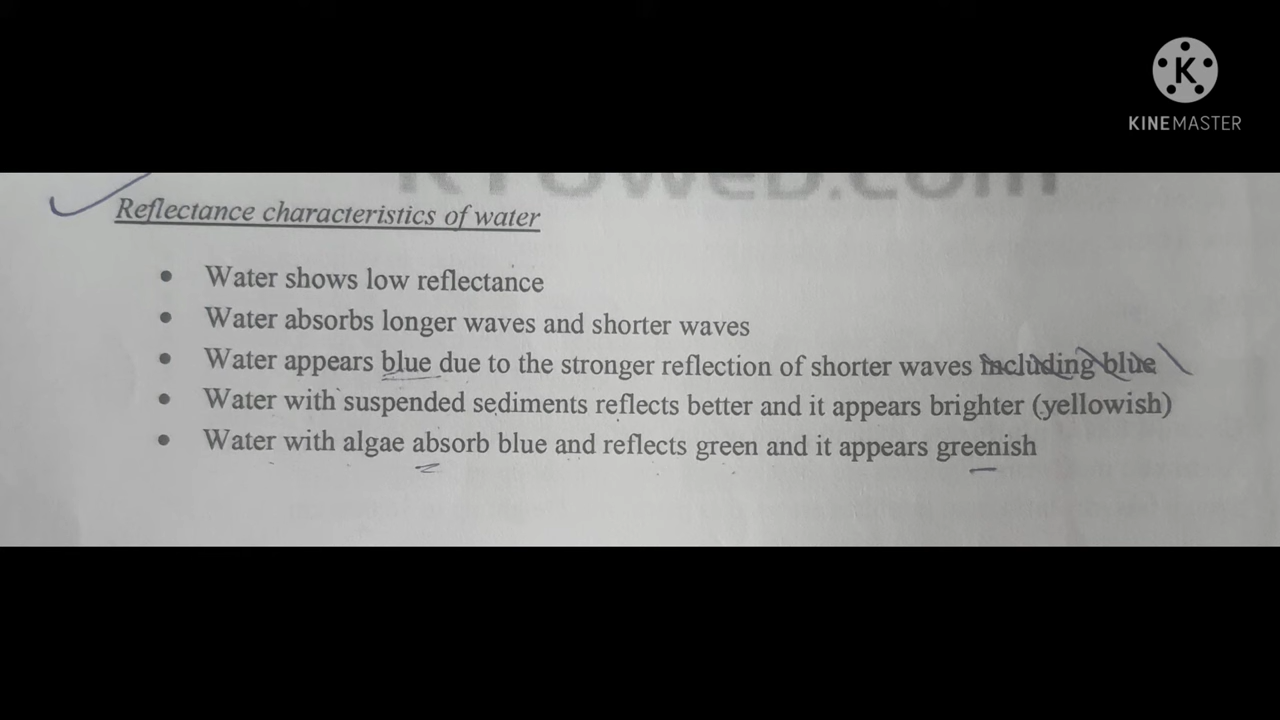 K
KINEMASTER
KTUweb.com
Reflectance characteristics of water
• Water shows low reflectance
• Water absorbs longer waves and shorter waves
• Water appears blue due to the stronger reflection of shorter waves including blue
• Water with suspended sediments reflects better and it appears brighter (yellowish)
• Water with algae absorb blue and reflects green and it appears greenish